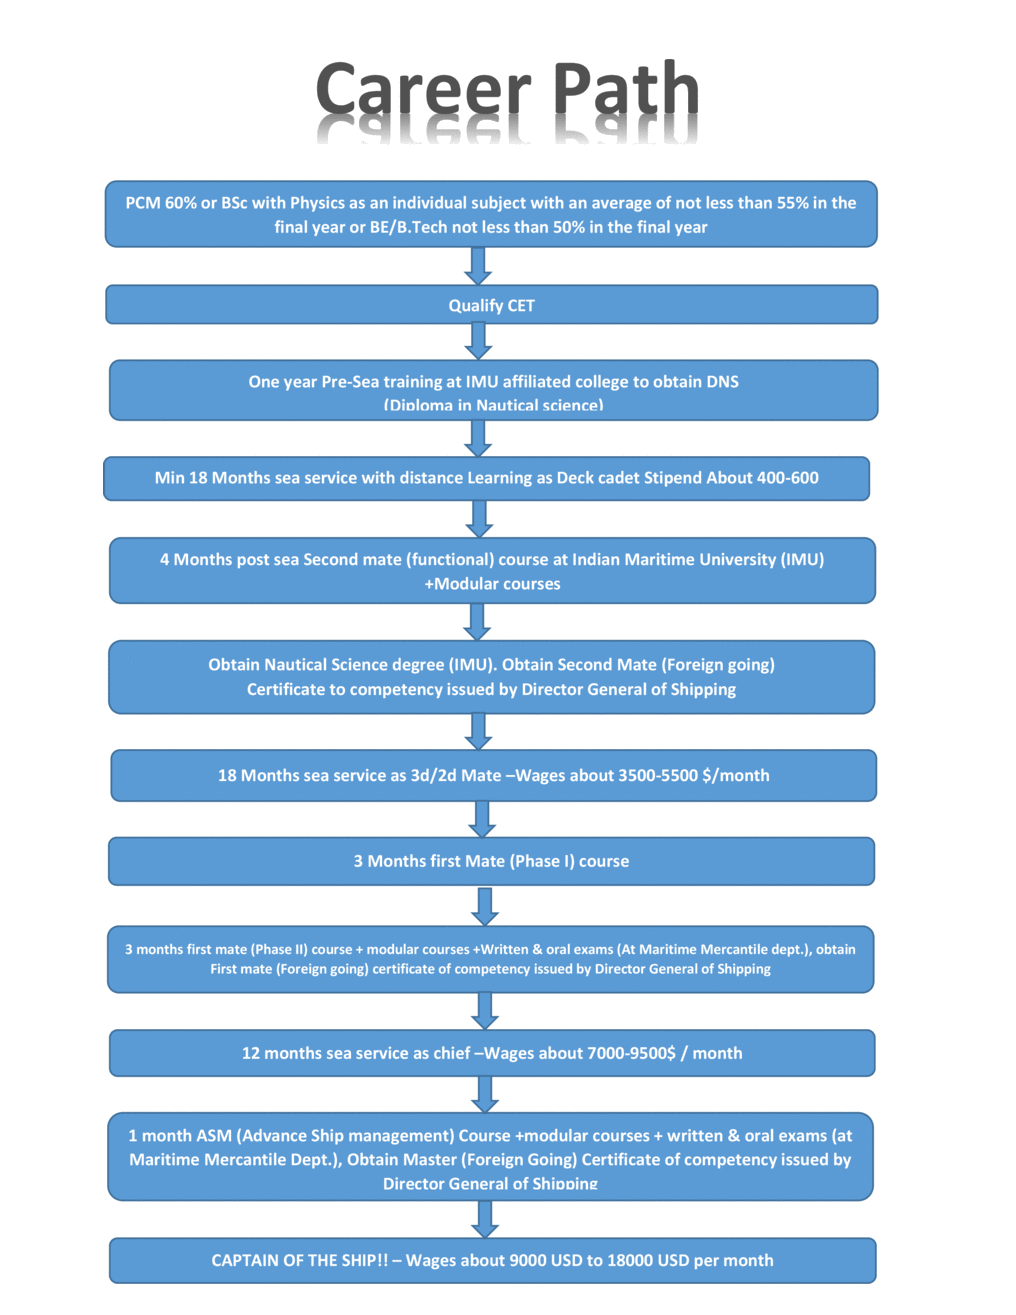 Career Path
PCM 60% or BSc with Physics as an individual subject with an average of not less than 55% in the
final year or BE/B.Tech not less than 50% in the final year
Qualify CET
One year Pre-Sea training at IMU affiliated college to obtain DNS
(Diploma in Nautical science)
Min 18 Months sea service with distance Learning as Deck cadet Stipend About 400-600
4 Months post sea Second mate (functional) course at Indian Maritime University (IMU)
+Modular courses
Obtain Nautical Science degree (IMU). Obtain Second Mate (Foreign going)
Certificate to competency issued by Director General of Shipping
18 Months sea service as 3d/2d Mate –Wages about 3500-5500 $/month
3 Months first Mate (Phase I) course
3 months first mate (Phase II) course + modular courses +Written & oral exams (At Maritime Mercantile dept.), obtain
First mate (Foreign going) certificate of competency issued by Director General of Shipping
12 months sea service as chief –Wages about 7000-9500$ / month
1 month ASM (Advance Ship management) Course +modular courses + written & oral exams (at
Maritime Mercantile Dept.), Obtain Master (Foreign Going) Certificate of competency issued by
Director General of Shipping
CAPTAIN OF THE SHIP!! – Wages about 9000 USD to 18000 USD per month